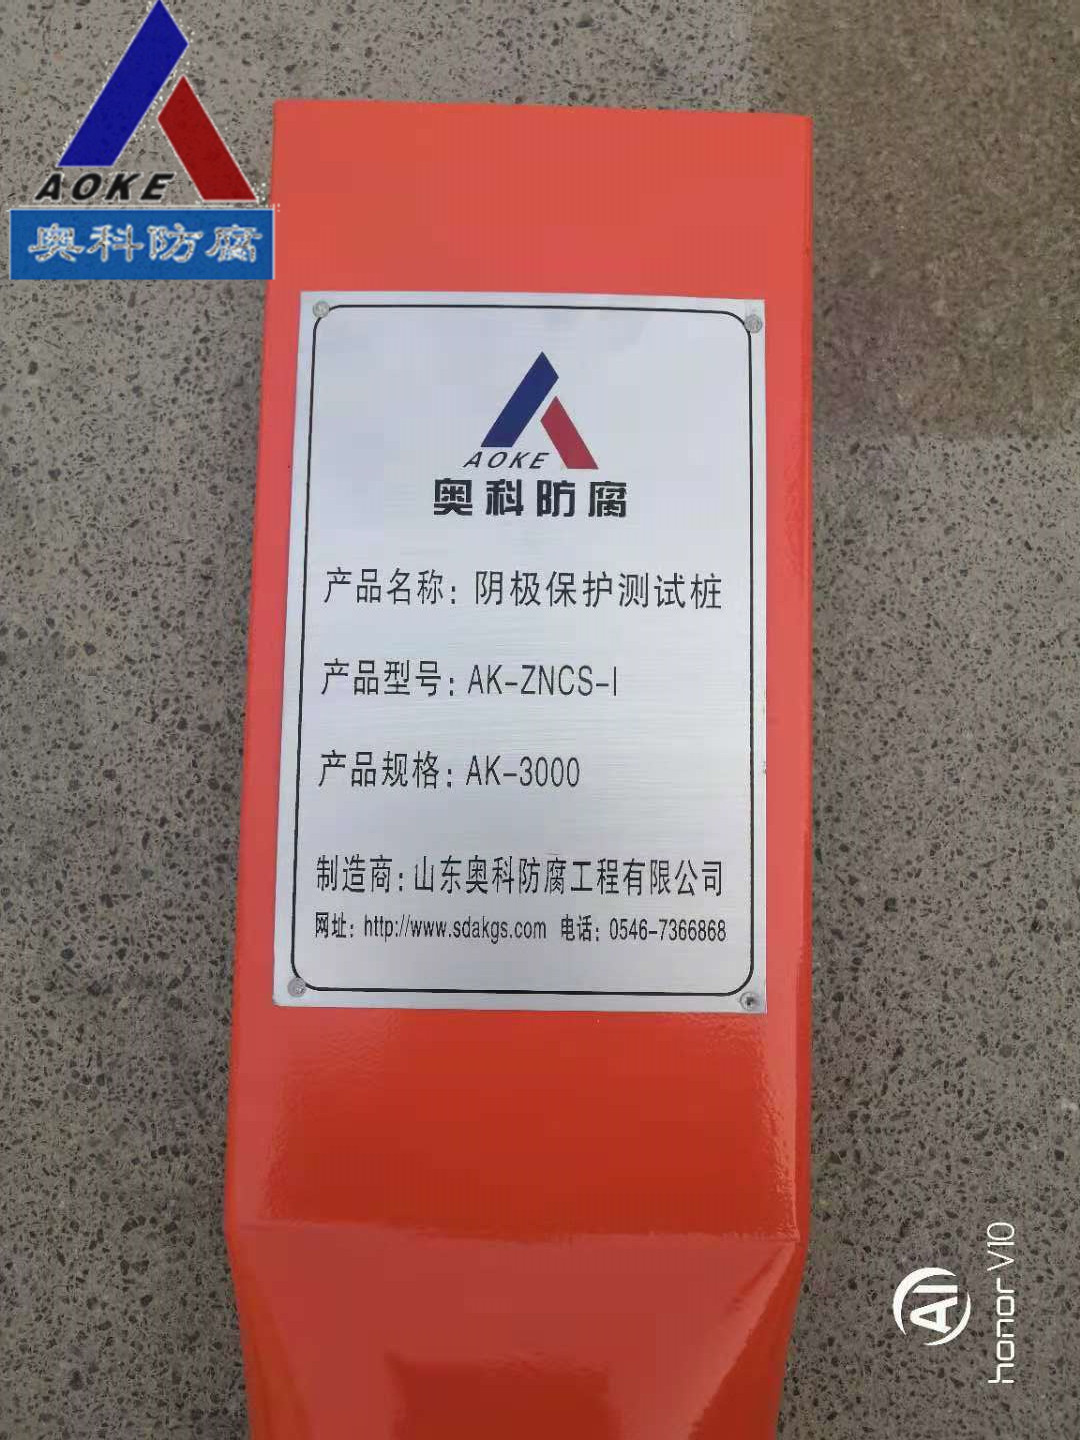 AOKE
奥科防腐
AOKE
奥科防腐
产品名称：阴极保护测试桩
产品型号：AK-ZNCS-I
产品规格：AK-3000
制造商：山东奥科防腐工程有限公司
网址：http://www.sdakgs.com 电话：0546-7366868
AI
honor V10